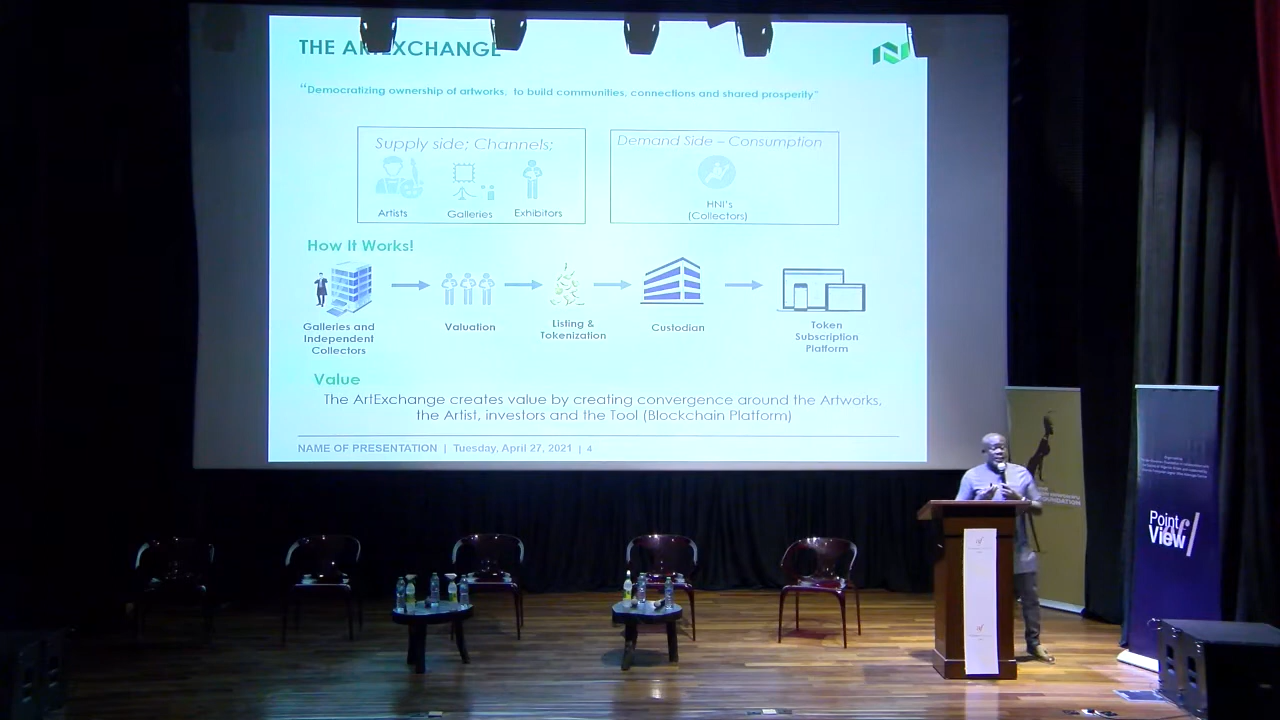 THE ARTEXCHANGE
“Democratizing ownership of artworks, to build communities, connections and shared prosperity”
Supply side; Channels;
Artists
Galleries
Exhibitors
Demand Side – Consumption
HNI's
(Collectors)
How It Works!
Galleries and
Independent
Collectors
Valuation
Listing &
Tokenization
Custodian
Token
Subscription
Platform
Value
The ArtExchange creates value by creating convergence around the Artworks,
the Artist, investors and the Tool (Blockchain Platform)
NAME OF PRESENTATION | Tuesday, April 27, 2021 | 4
FOUNDATION
Point of
View/
af